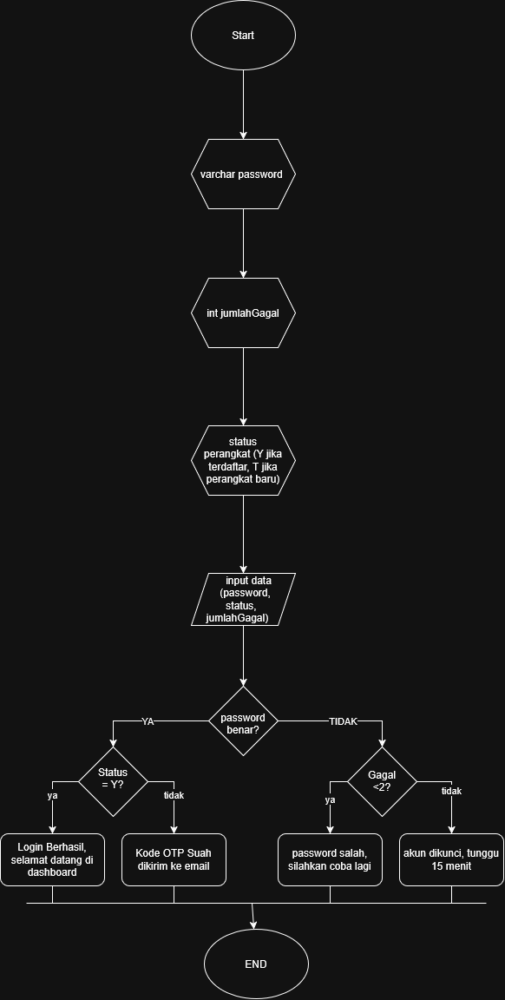 Start
varchar password
int jumlahGagal
status
perangkat (Y jika
terdaftar, T jika
perangkat baru)
input data
(password,
status,
jumlahGagal)
password
benar?
YA
TIDAK
Status
= Y?
Gagal
<2?
ya
tidak
ya
tidak
Login Berhasil,
selamat datang di
dashboard
Kode OTP Suah
dikirim ke email
password salah,
silahkan coba lagi
akun dikunci, tunggu
15 menit
END